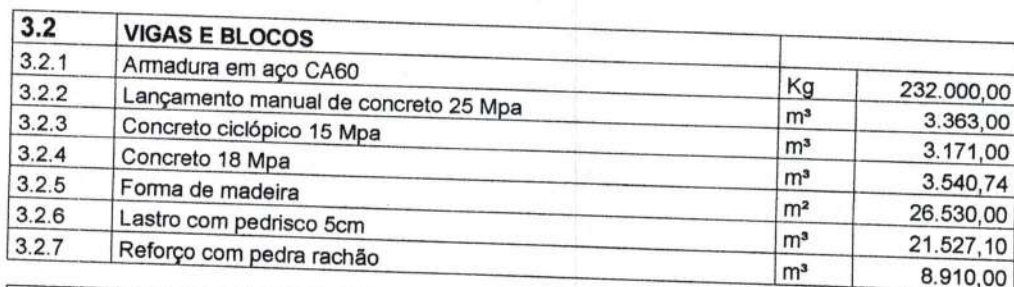 3.2 VIGAS E BLOCOS
3.2.1 Armadura em aço CA60 Kg 232.000,00
3.2.2 Lançamento manual de concreto 25 Mpa m³ 3.363,00
3.2.3 Concreto ciclópico 15 Mpa m³ 3.171,00
3.2.4 Concreto 18 Mpa m³ 3.540,74
3.2.5 Forma de madeira m² 26.530,00
3.2.6 Lastro com pedrisco 5cm m³ 21.527,10
3.2.7 Reforço com pedra rachão m³ 8.910,00